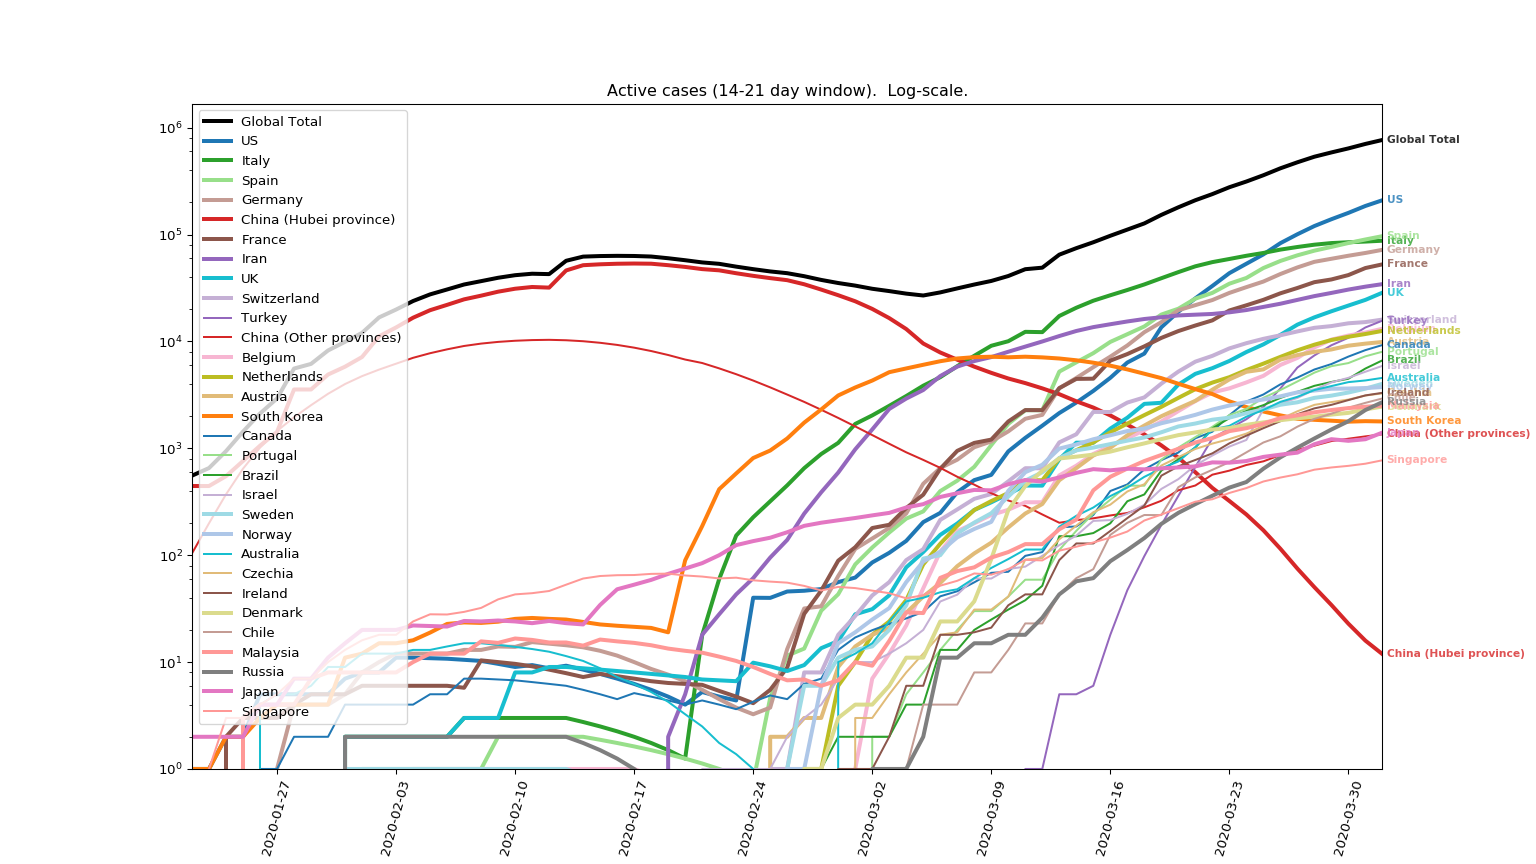 Active cases (14-21 day window).  Log-scale.
10^6
10^5
10^4
10^3
10^2
10^1
10^0
Global Total
US
Italy
Spain
Germany
China (Hubei province)
France
Iran
UK
Switzerland
Turkey
China (Other provinces)
Belgium
Netherlands
Austria
South Korea
Canada
Portugal
Brazil
Israel
Sweden
Norway
Australia
Czechia
Ireland
Denmark
Chile
Malaysia
Russia
Japan
Singapore
Global Total
US
Spain
Italy
Germany
France
Iran
UK
Turkey
Netherlands
Canada
Portugal
Brazil
Israel
Australia
Ireland
Russia
South Korea
China (Other provinces)
Singapore
China (Hubei province)
2020-01-27
2020-02-03
2020-02-10
2020-02-17
2020-02-24
2020-03-02
2020-03-09
2020-03-16
2020-03-23
2020-03-30